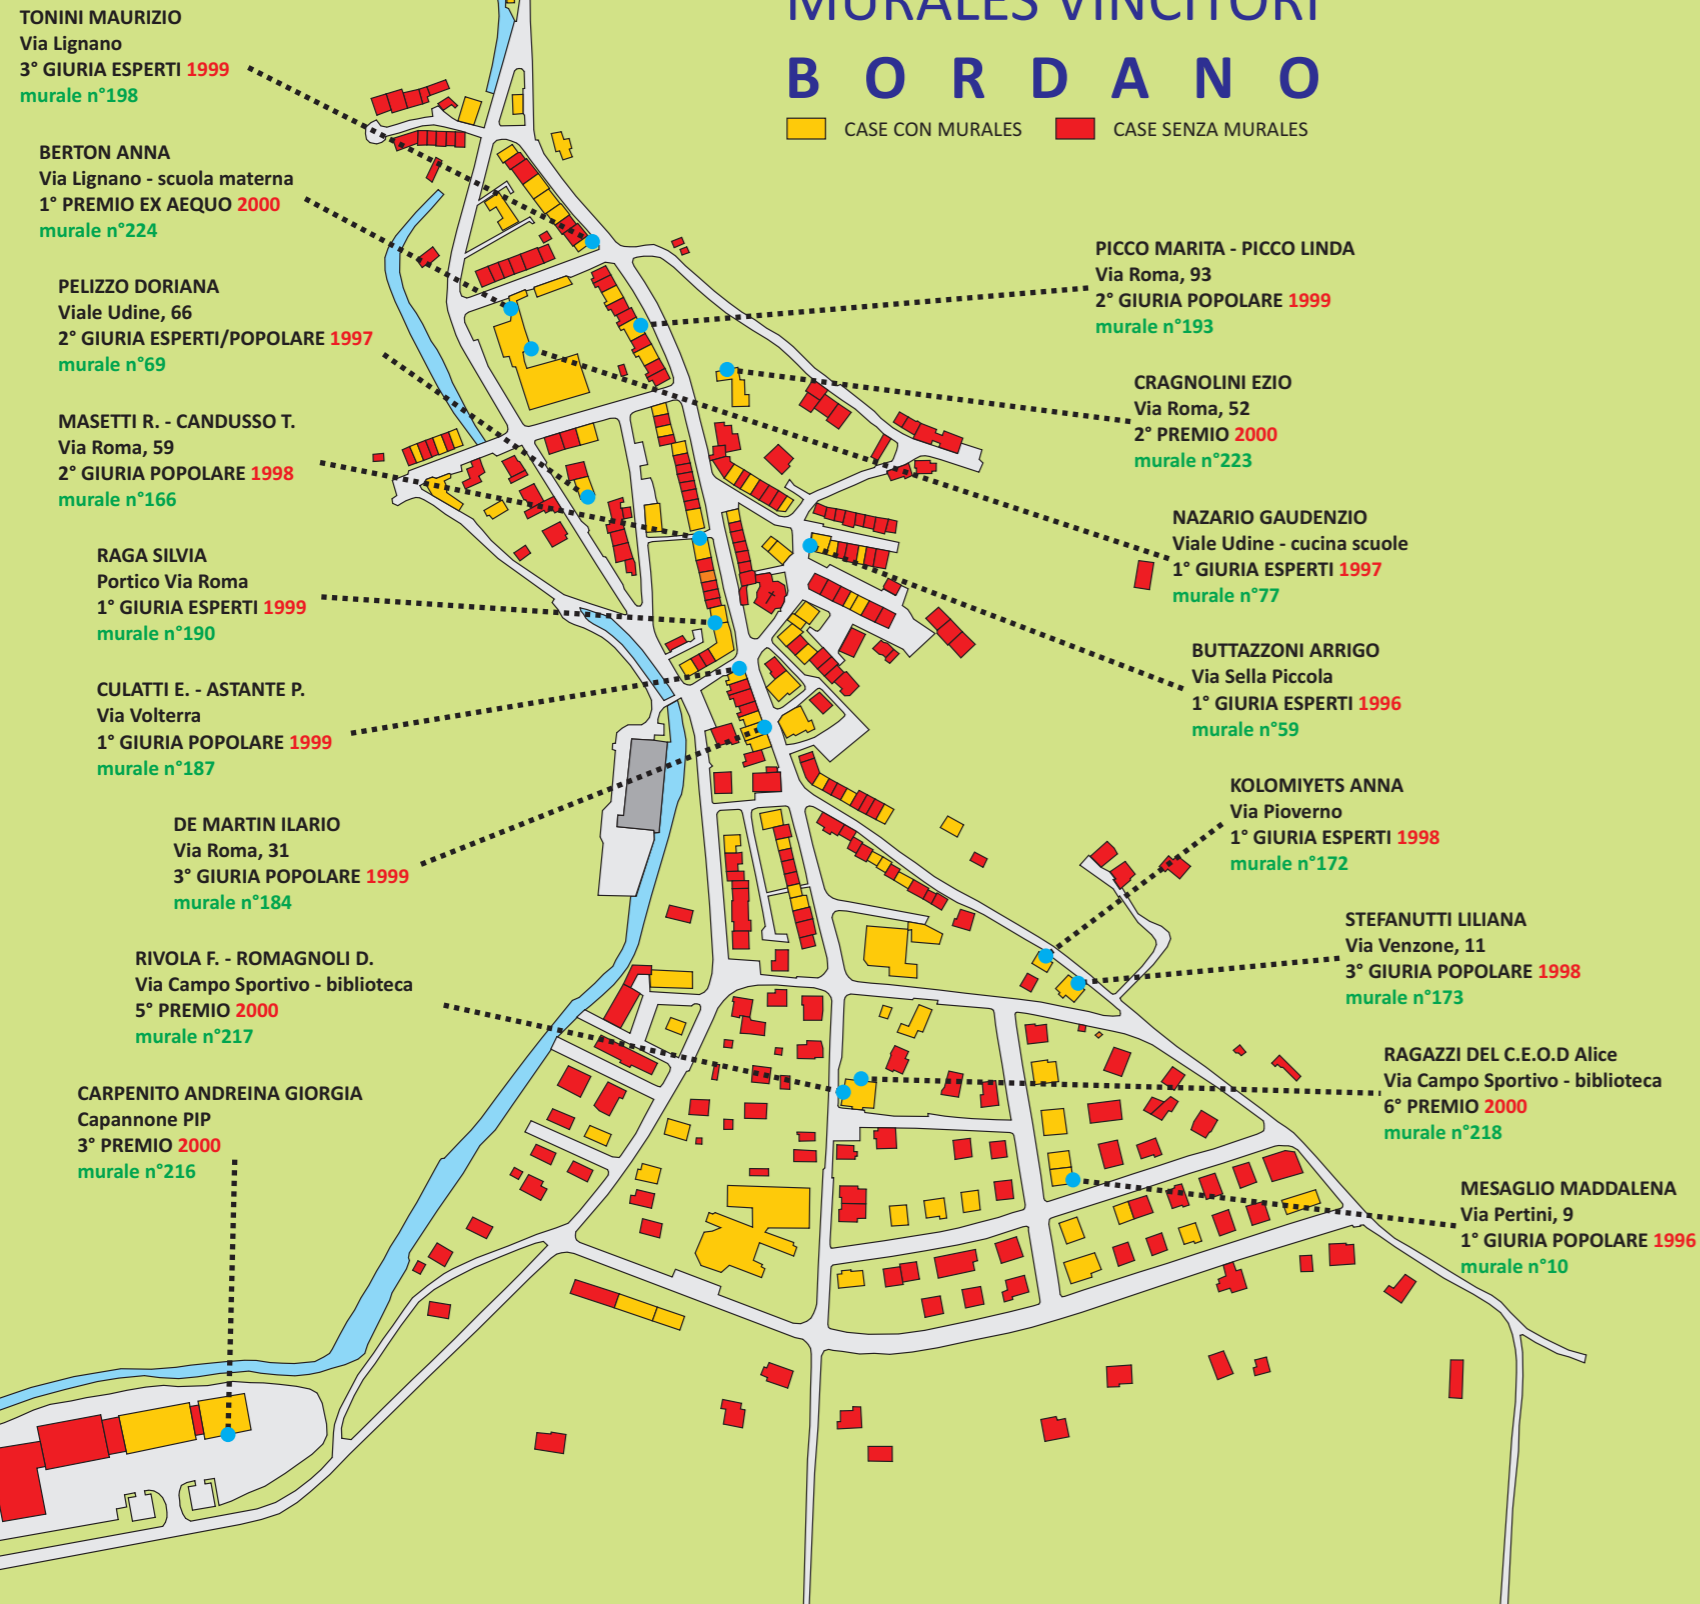 MURALES VINCITORI
BORDANO
CASE CON MURALES
CASE SENZA MURALES
TONINI MAURIZIO
Via Lignano
3° GIURIA ESPERTI 1999
murale n°198
BERTON ANNA
Via Lignano - scuola materna
1° PREMIO EX AEQUO 2000
murale n°224
PELIZZO DORIANA
Viale Udine, 66
2° GIURIA ESPERTI/POPOLARE 1997
murale n°69
MASETTI R. - CANDUSSO T.
Via Roma, 59
2° GIURIA POPOLARE 1998
murale n°166
RAGA SILVIA
Portico Via Roma
1° GIURIA ESPERTI 1999
murale n°190
CULATTI E. - ASTANTE P.
Via Volterra
1° GIURIA POPOLARE 1999
murale n°187
DE MARTIN ILARIO
Via Roma, 31
3° GIURIA POPOLARE 1999
murale n°184
RIVOLA F. - ROMAGNOLI D.
Via Campo Sportivo - biblioteca
5° PREMIO 2000
murale n°217
CARPENITO ANDREINA GIORGIA
Capannone PIP
3° PREMIO 2000
murale n°216
PICCO MARITA - PICCO LINDA
Via Roma, 93
2° GIURIA POPOLARE 1999
murale n°193
CRAGNOLINI EZIO
Via Roma, 52
2° PREMIO 2000
murale n°223
NAZARIO GAUDENZIO
Viale Udine - cucina scuole
1° GIURIA ESPERTI 1997
murale n°77
BUTTAZZONI ARRIGO
Via Sella Piccola
1° GIURIA ESPERTI 1996
murale n°59
KOLOMIYETS ANNA
Via Pioverno
1° GIURIA ESPERTI 1998
murale n°172
STEFANUTTI LILIANA
Via Venzone, 11
3° GIURIA POPOLARE 1998
murale n°173
RAGAZZI DEL C.E.O.D Alice
Via Campo Sportivo - biblioteca
6° PREMIO 2000
murale n°218
MESAGLIO MADDALENA
Via Pertini, 9
1° GIURIA POPOLARE 1996
murale n°10